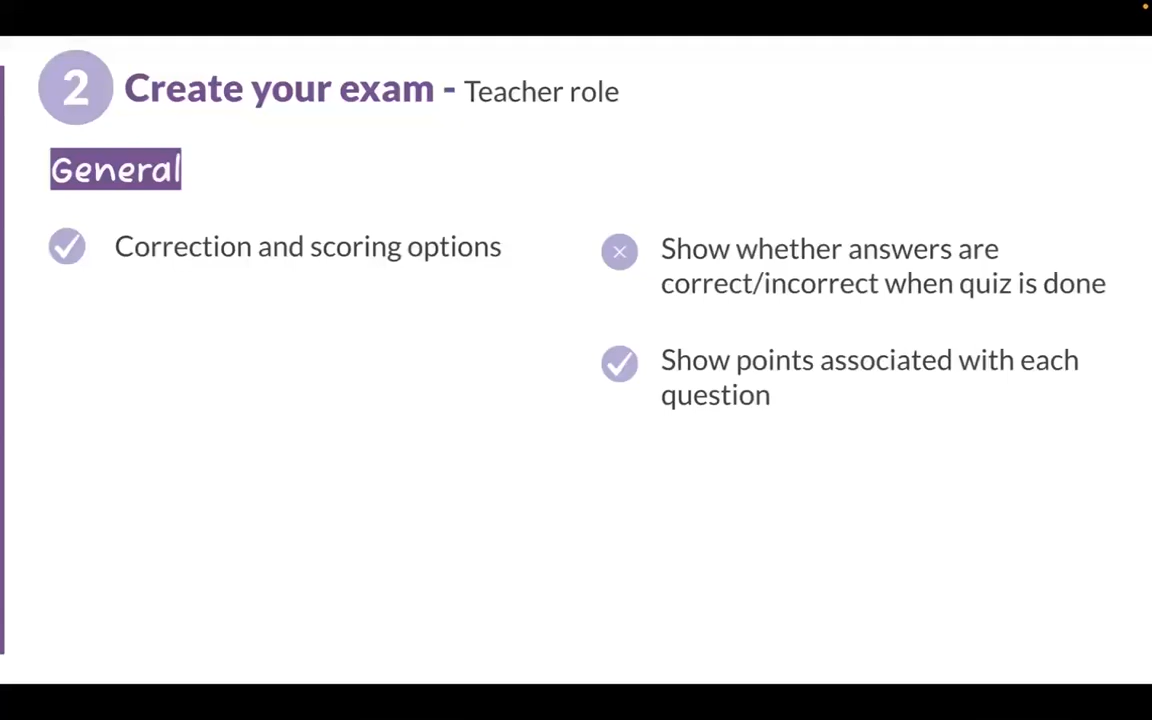 2
Create your exam - Teacher role
General
Correction and scoring options
Show whether answers are
correct/incorrect when quiz is done
Show points associated with each
question